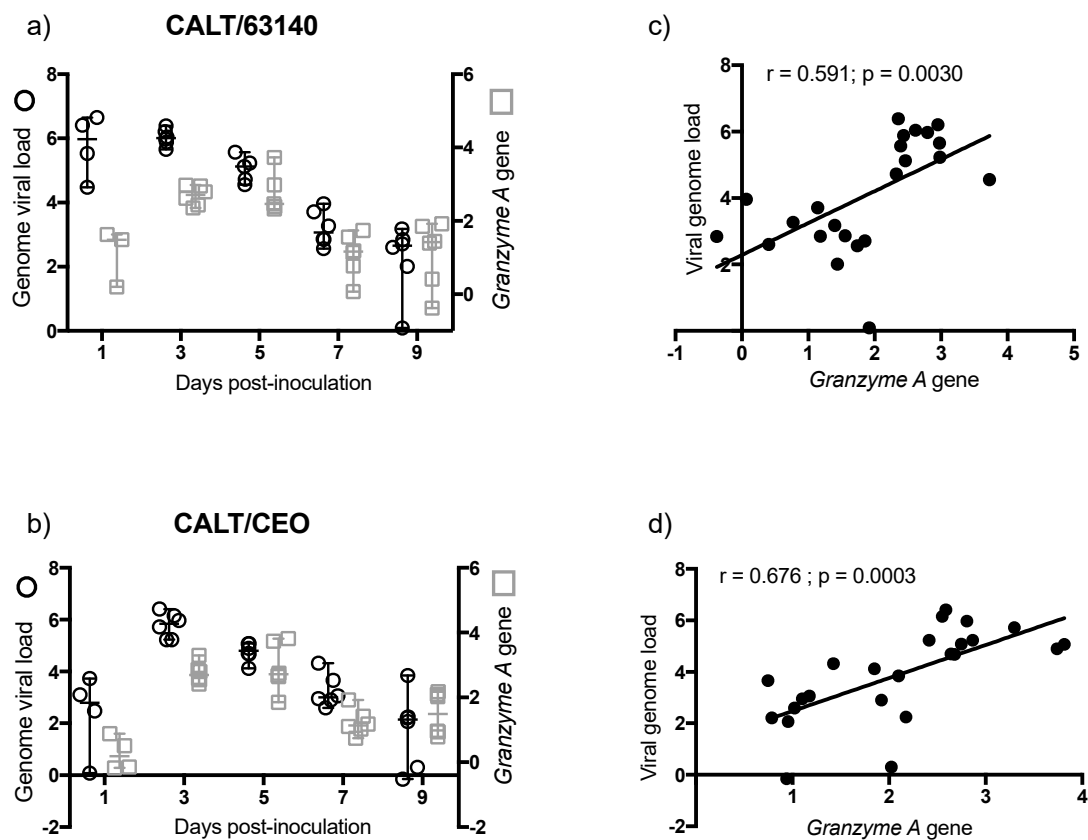 a)
CALT/63140
Genome viral load
8
6
4
2
0
6
4
2
0
Granzyme A gene
1 3 5 7 9
Days post-inoculation
c)
r = 0.591; p = 0.0030
Viral genome load
8
6
4
2
-1 0 1 2 3 4 5
Granzyme A gene
b)
CALT/CEO
Genome viral load
8
6
4
2
0
-2
6
4
2
0
-2
Granzyme A gene
1 3 5 7 9
Days post-inoculation
d)
r = 0.676 ; p = 0.0003
Viral genome load
8
6
4
2
0
1 2 3 4
Granzyme A gene